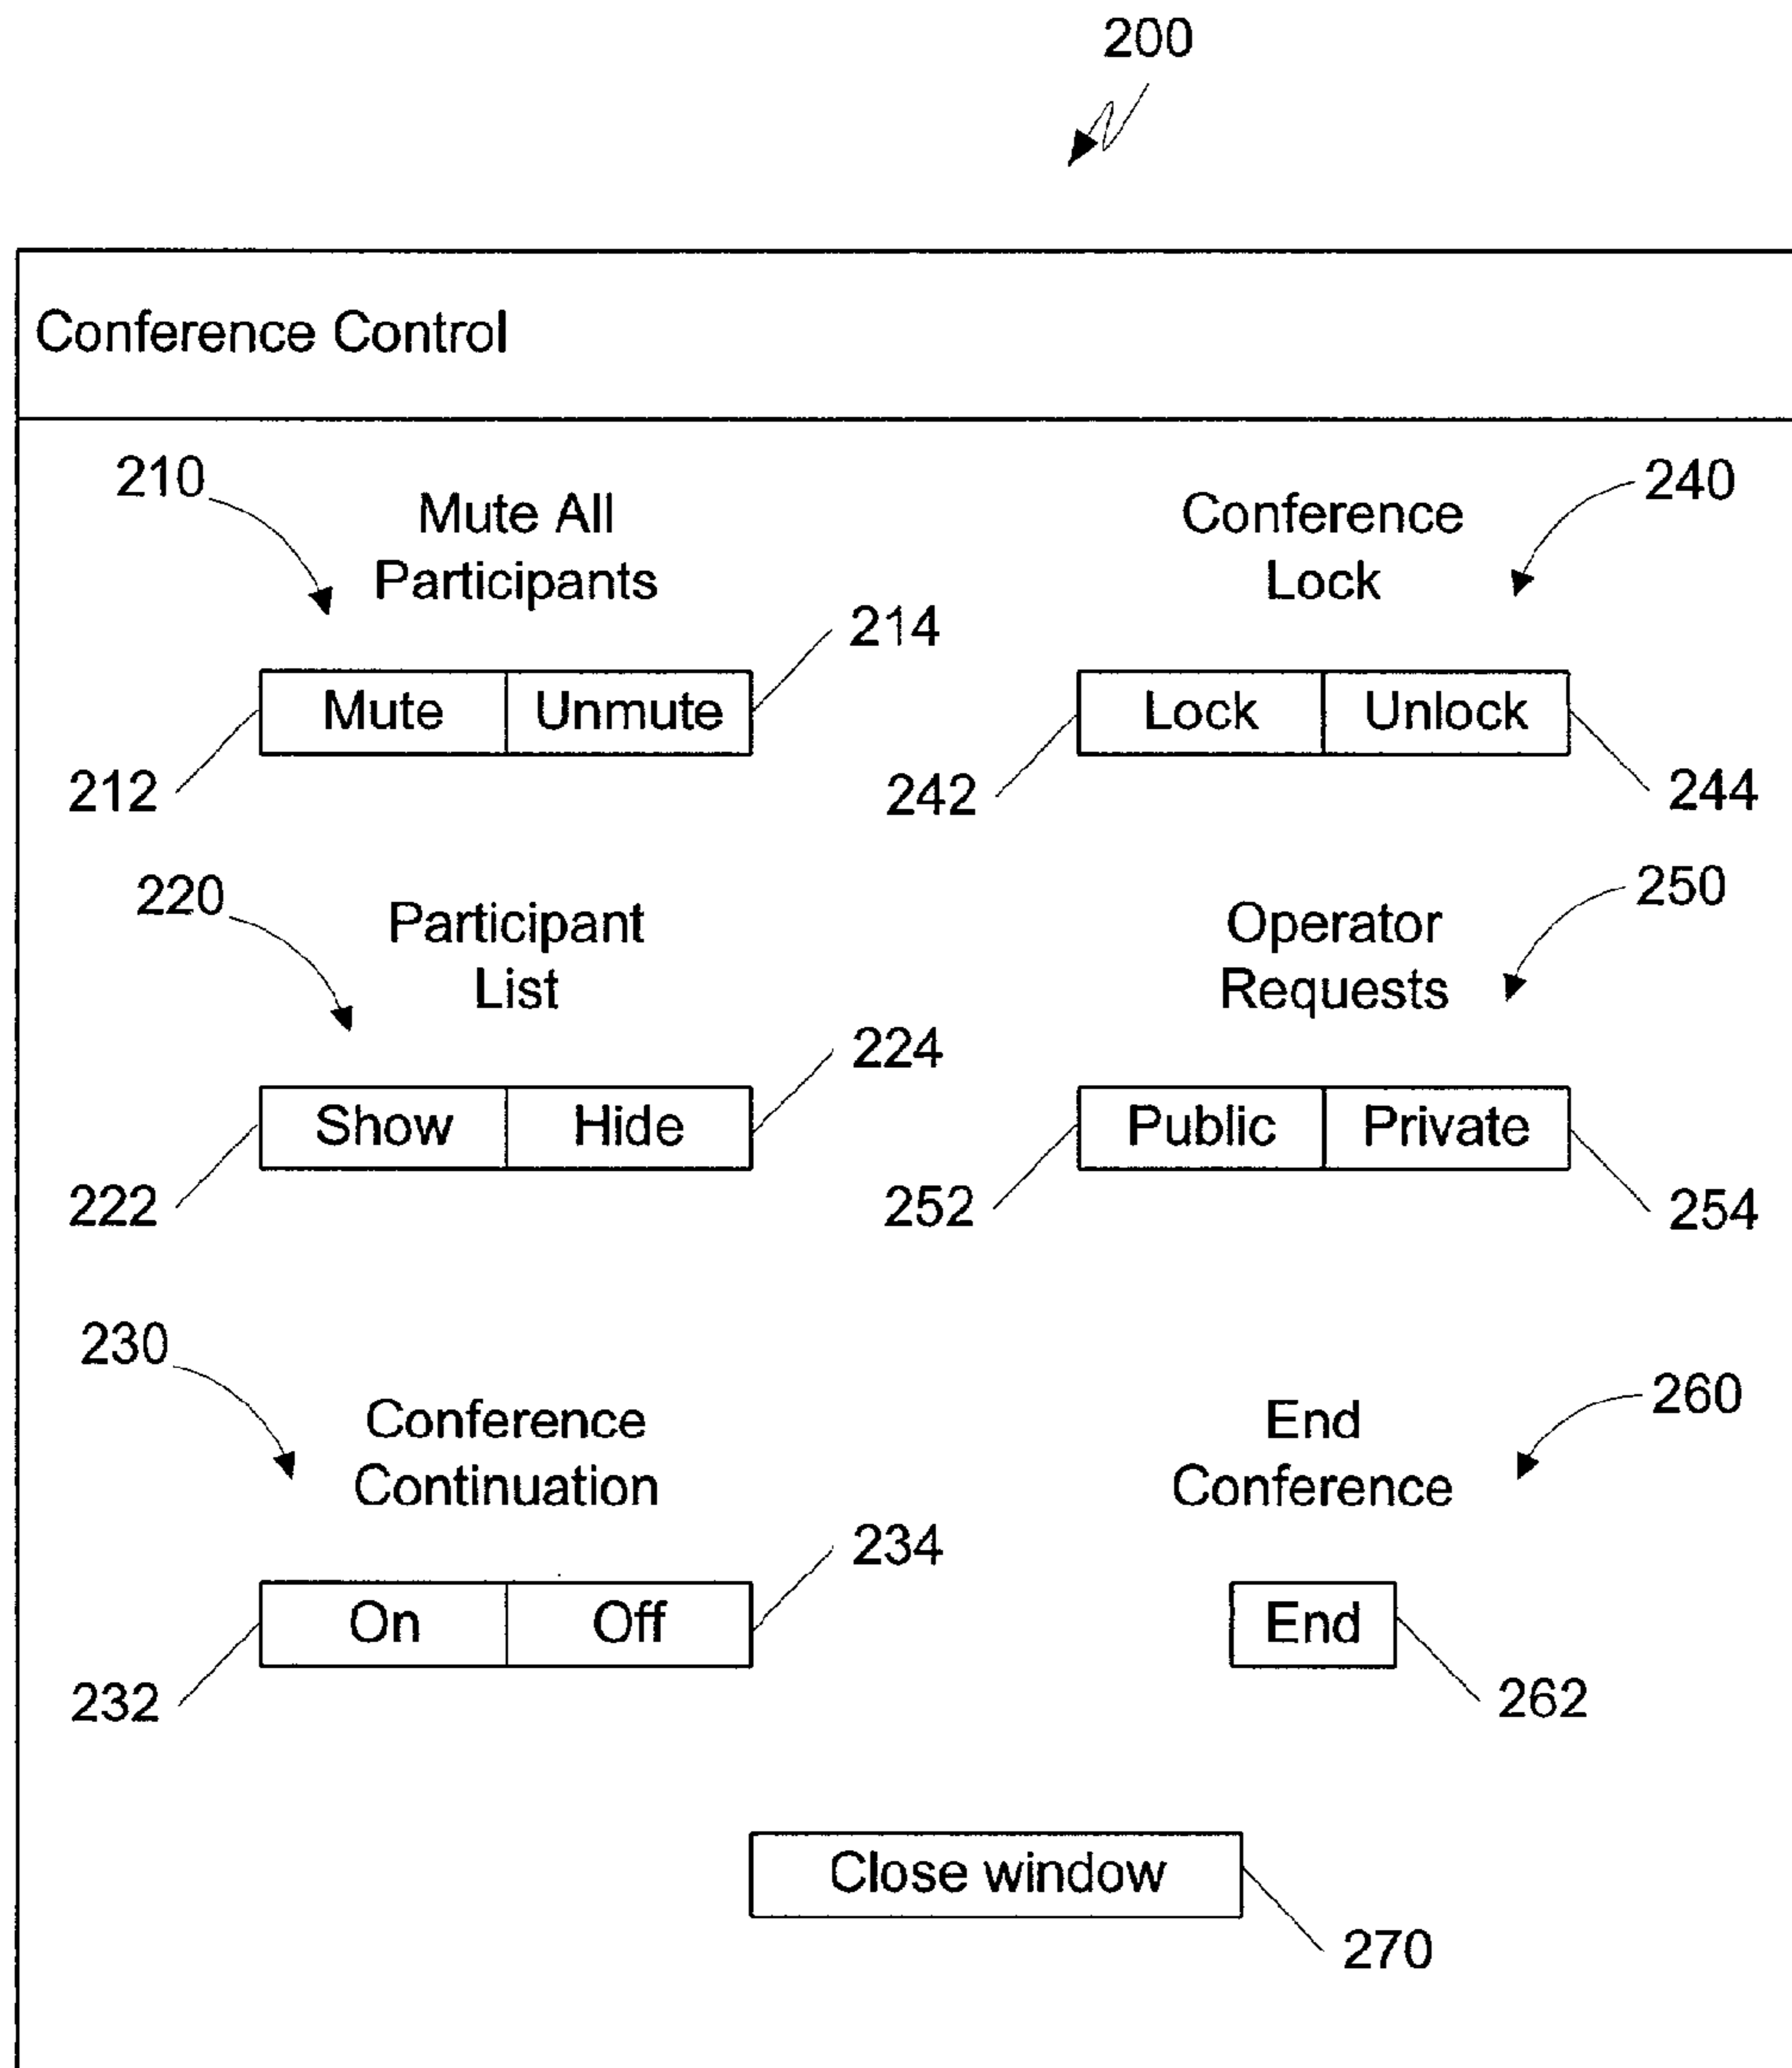 200
Conference Control
210
Mute All
Participants
214
Mute
Unmute
212
Conference
Lock
240
Lock
Unlock
242
244
220
Participant
List
224
Show
Hide
222
Operator
Requests
250
Public
Private
252
254
230
Conference
Continuation
234
On
Off
232
End
Conference
260
End
262
Close window
270